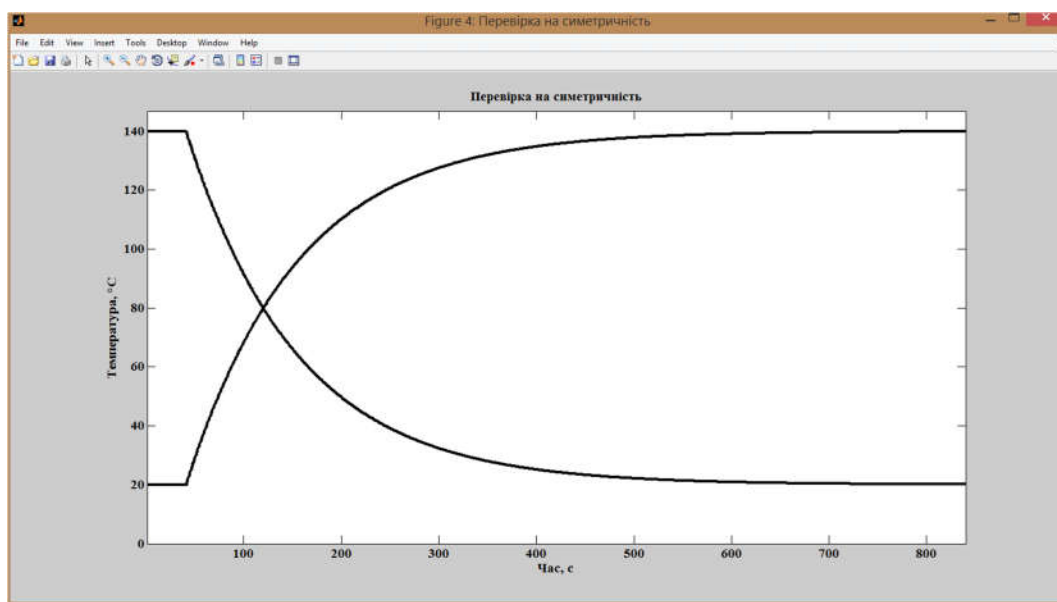 Figure 4: Перевірка на симетричність
File Edit View Insert Tools Desktop Window Help
Перевірка на симетричність
140
120
100
80
60
40
20
0
Температура, °C
100 200 300 400 500 600 700 800
Час, с